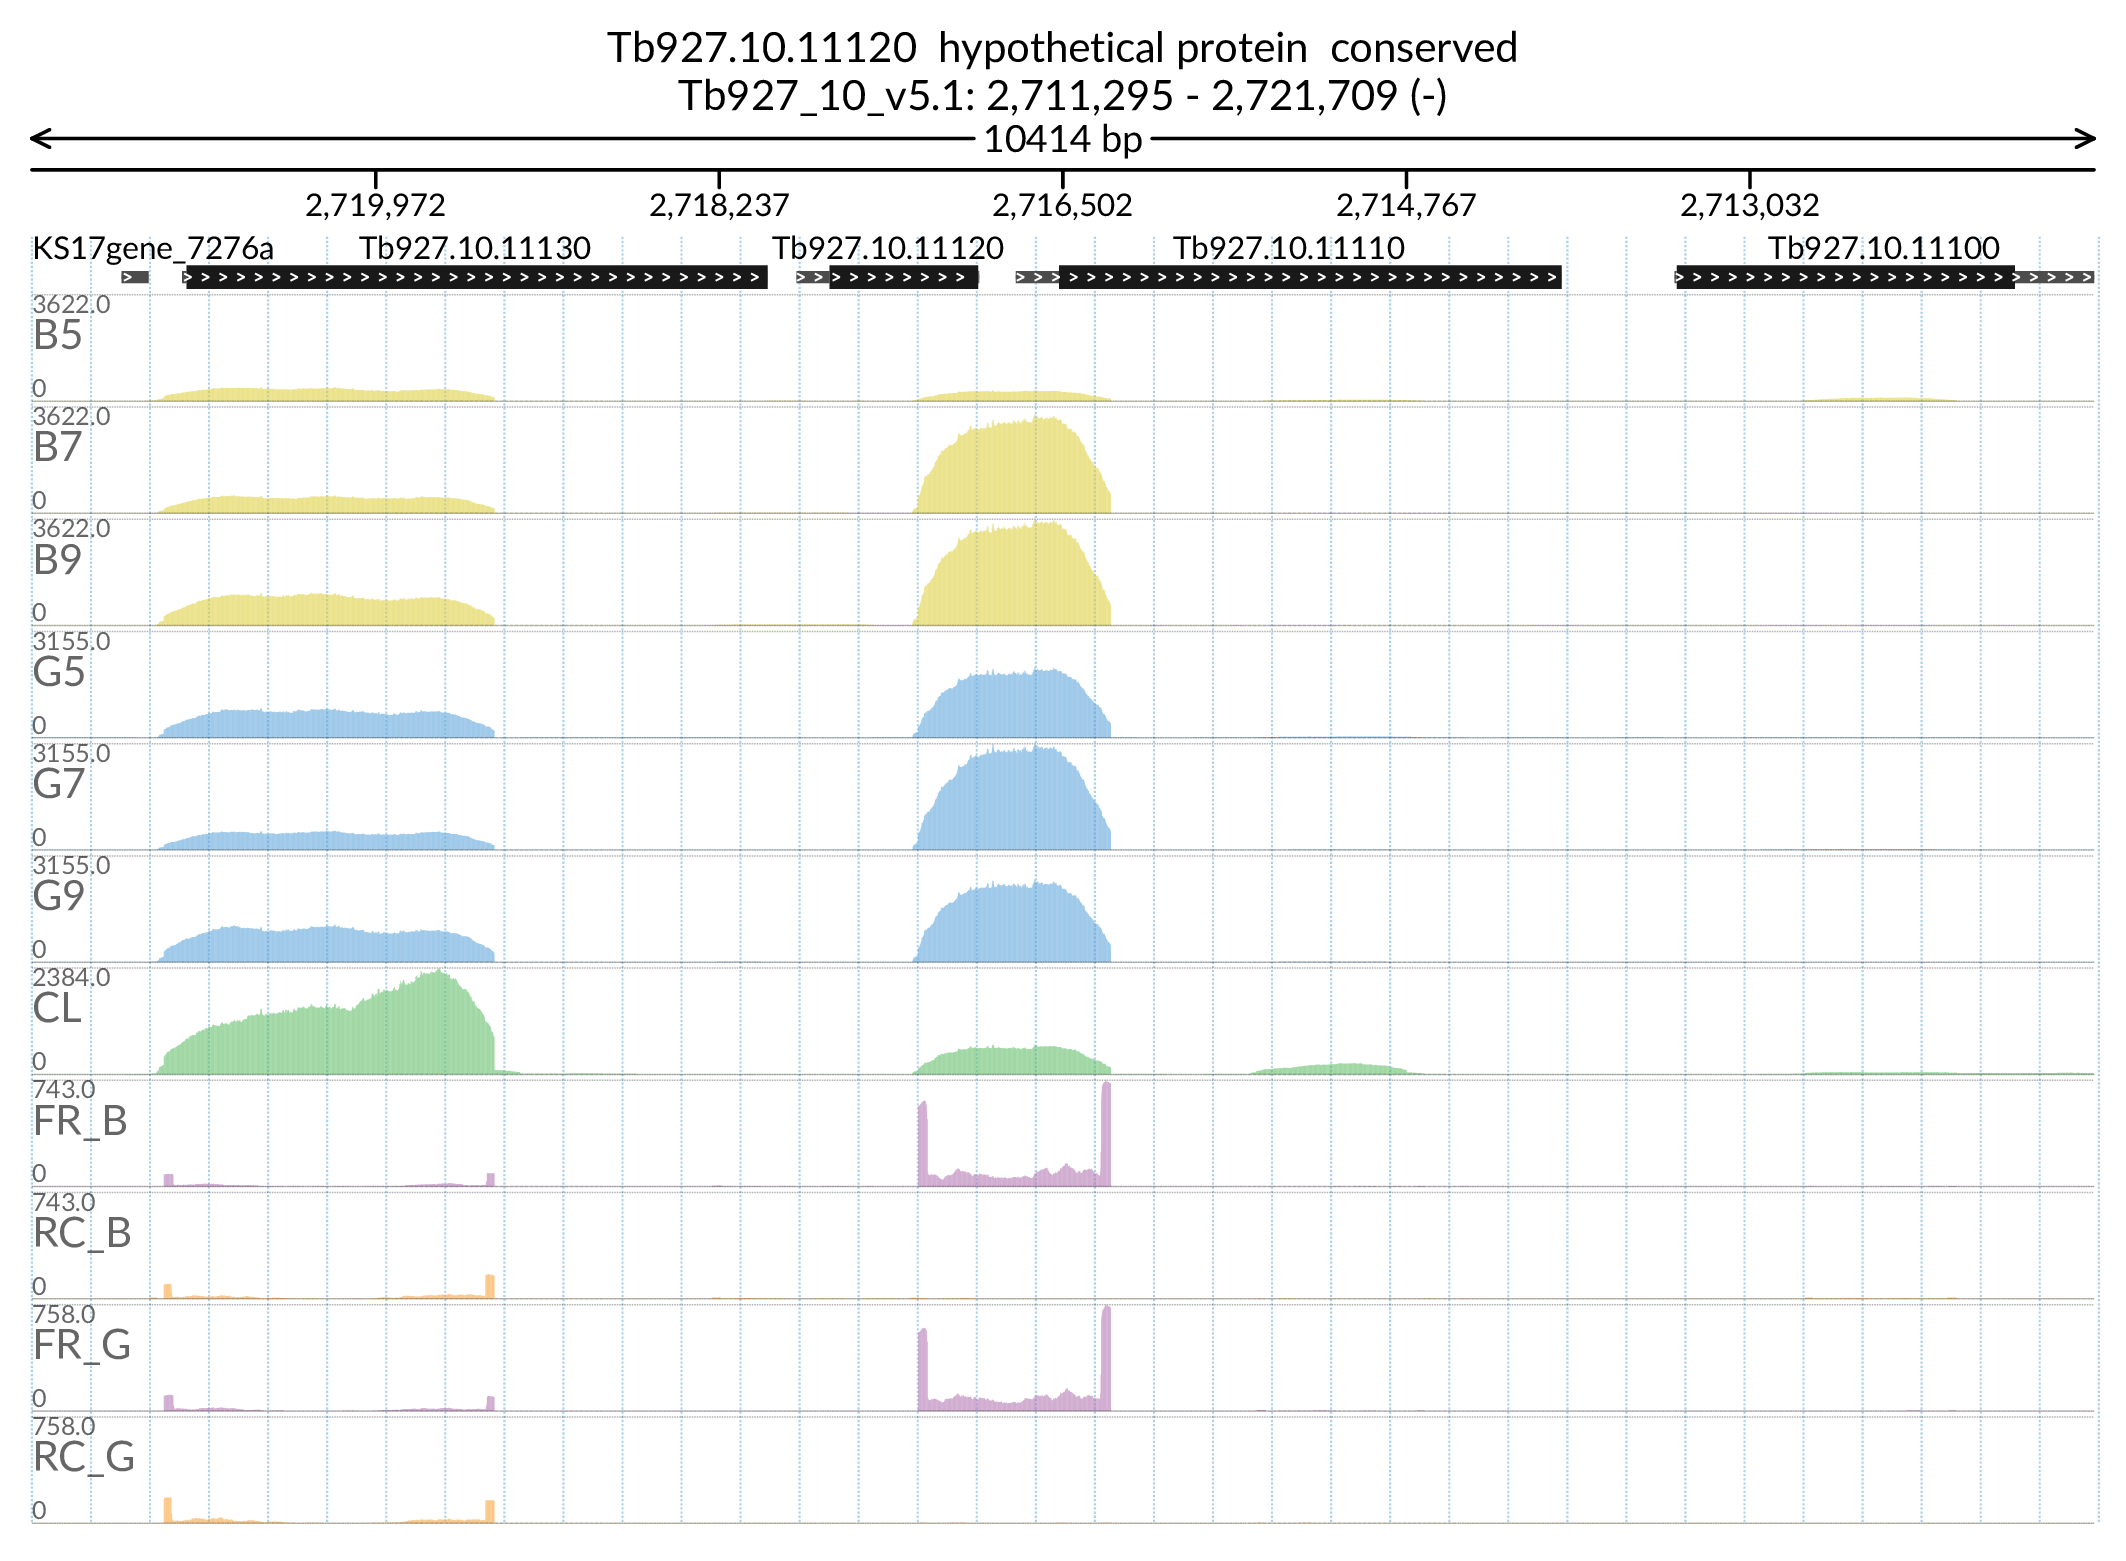 Tb927.10.11120 hypothetical protein conserved
Tb927_10_v5.1: 2,711,295 - 2,721,709 (-)
10414 bp
2,719,972 2,718,237 2,716,502 2,714,767 2,713,032
KS17gene_7276a Tb927.10.11130 Tb927.10.11120 Tb927.10.11110 Tb927.10.11100
3622.0
B5
0
3622.0
B7
0
3622.0
B9
0
3155.0
G5
0
3155.0
G7
0
3155.0
G9
0
2384.0
CL
0
743.0
FR_B
0
743.0
RC_B
0
758.0
FR_G
0
758.0
RC_G
0